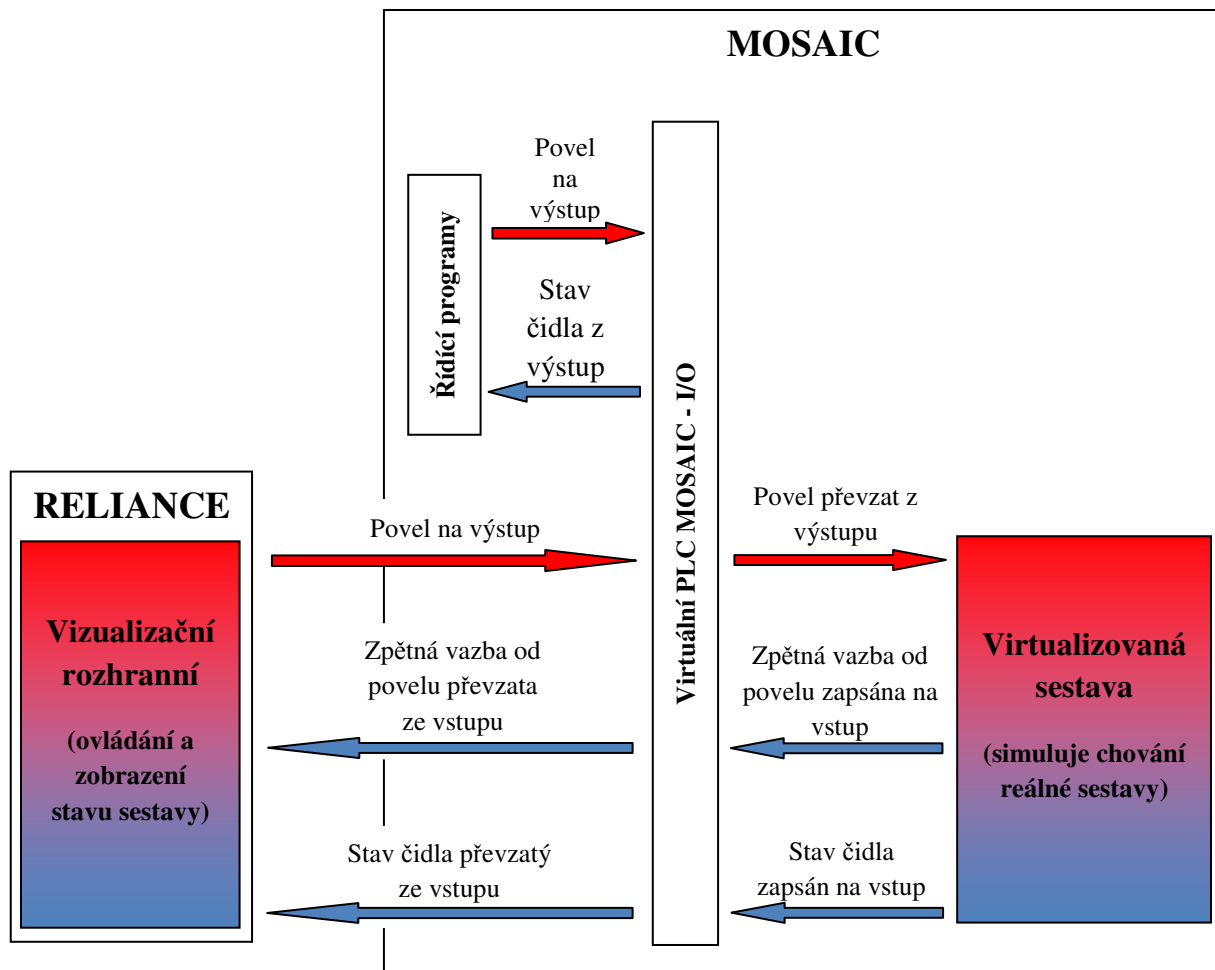 MOSAIC
Povel
na
výstup
Řídící programy
Stav
čidla z
výstup
Virtuální PLC MOSAIC - I/O
RELIANCE
Vizualizační
rozhranní
(ovládání a
zobrazení
stavu sestavy)
Povel na výstup
Zpětná vazba od
povelu převzata
ze vstupu
Stav čidla převzatý
ze vstupu
Povel převzat z
výstupu
Zpětná vazba od
povelu zapsána na
vstup
Stav čidla
zapsán na vstup
Virtualizovaná
sestava
(simuluje chování
reálné sestavy)